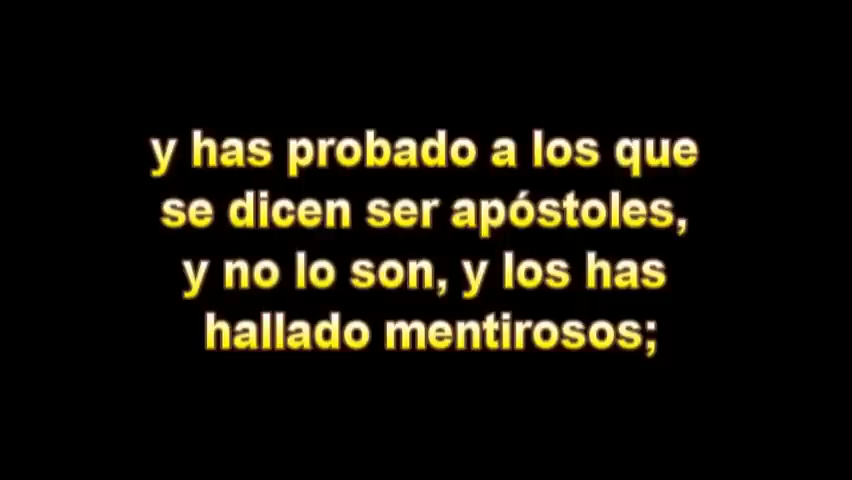 y has probado a los que
se dicen ser apóstoles,
y no lo son, y los has
hallado mentirosos;